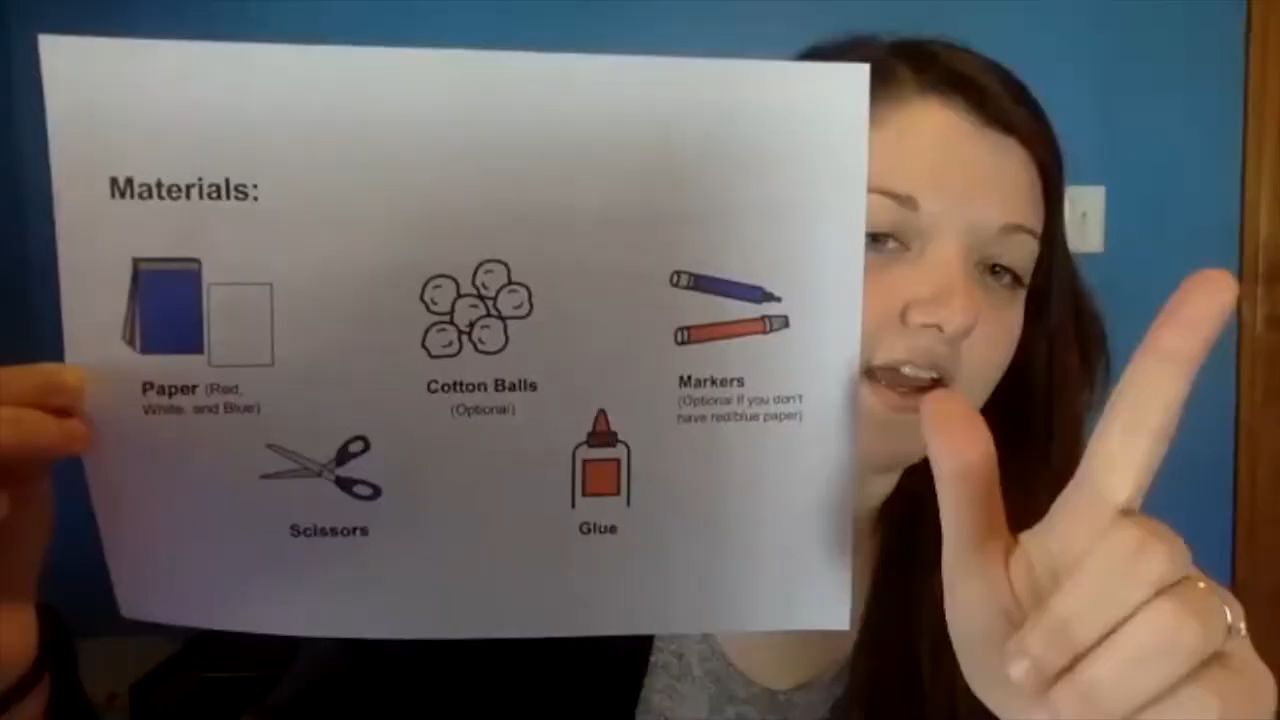 Materials:
Paper (Red,
White, and Blue)
Cotton Balls
(Optional)
Markers
(Optional if you don't
have red/blue paper)
Scissors
Glue